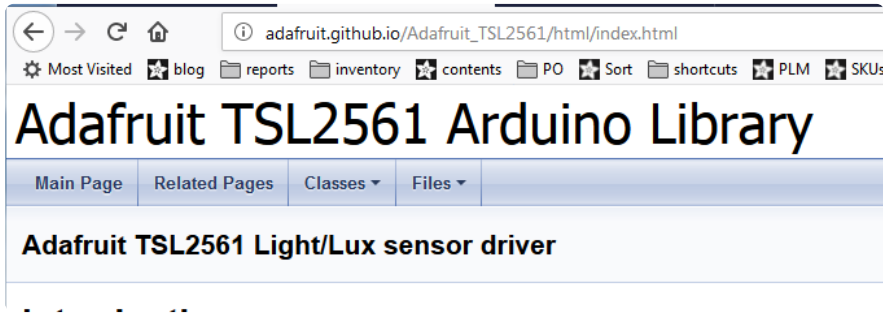 adafruit.github.io/Adafruit_TSL2561/html/index.html
Most Visited blog reports inventory contents PO Sort shortcuts PLM SKUs
Adafruit TSL2561 Arduino Library
Main Page Related Pages Classes Files
Adafruit TSL2561 Light/Lux sensor driver